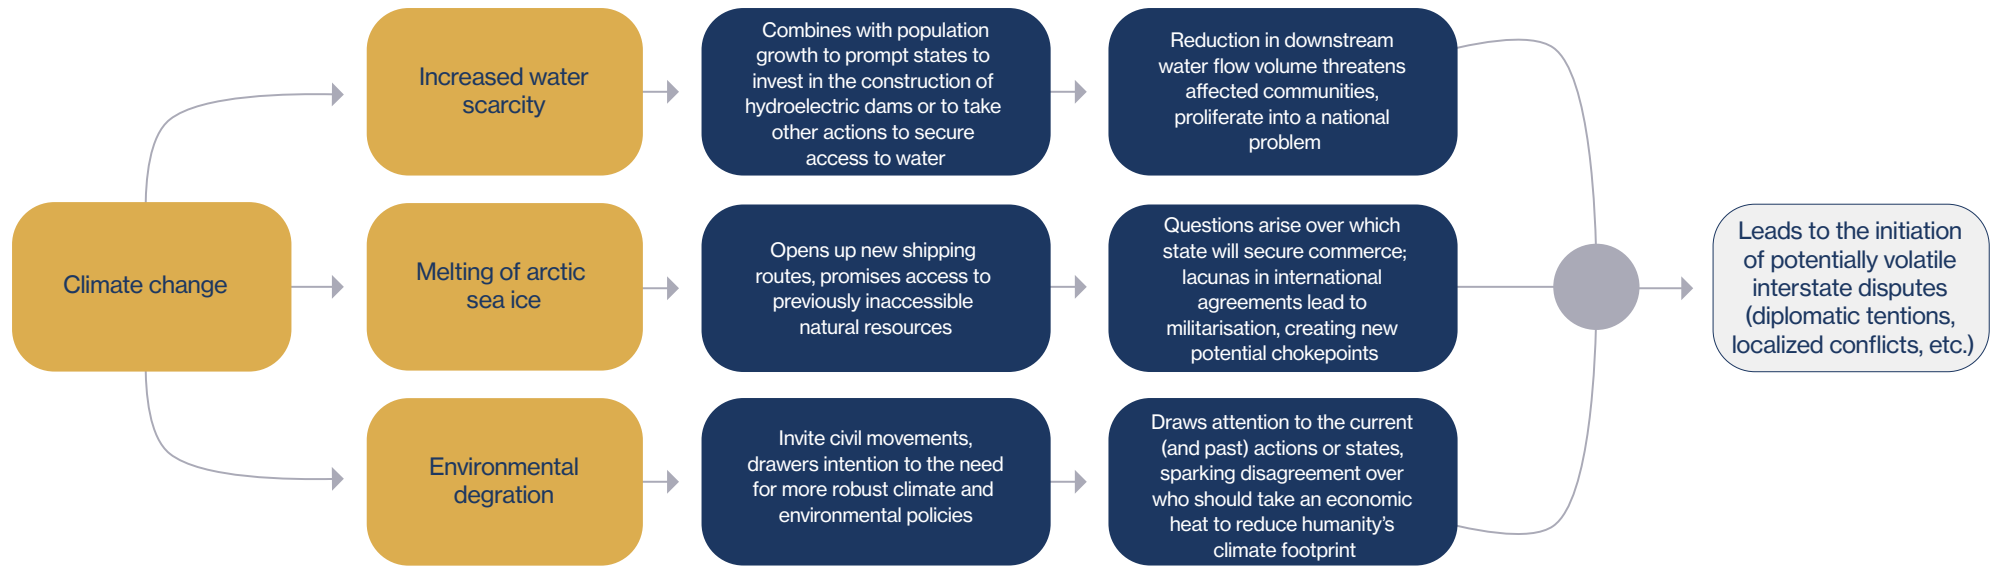 Climate change
Increased water
scarcity
Combines with population
growth to prompt states to
invest in the construction of
hydroelectric dams or to take
other actions to secure
access to water
Reduction in downstream
water flow volume threatens
affected communities,
proliferate into a national
problem
Melting of arctic
sea ice
Opens up new shipping
routes, promises access to
previously inaccessible
natural resources
Questions arise over which
state will secure commerce;
lacunas in international
agreements lead to
militarisation, creating new
potential chokepoints
Environmental
degration
Invite civil movements,
drawers intention to the need
for more robust climate and
environmental policies
Draws attention to the current
(and past) actions or states,
sparking disagreement over
who should take an economic
heat to reduce humanity’s
climate footprint
Leads to the initiation
of potentially volatile
interstate disputes
(diplomatic tentions,
localized conflicts, etc.)